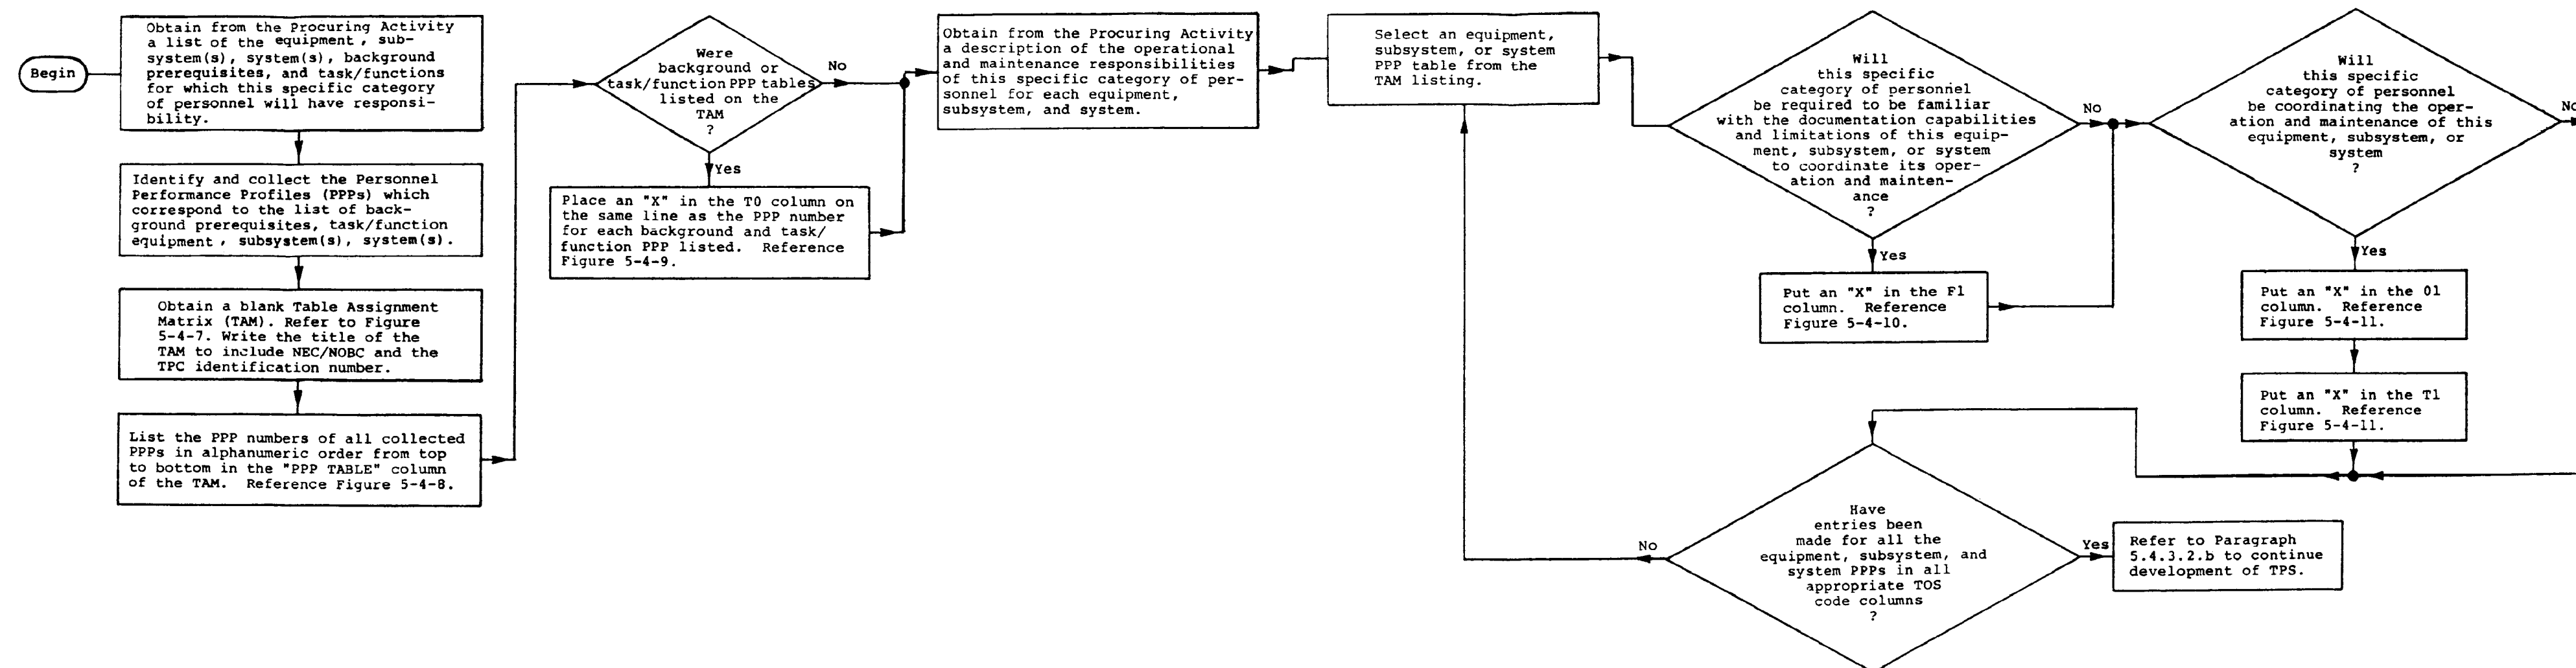 Begin
Obtain from the Procuring Activity
a list of the equipment, sub-
system(s), system(s), background
prerequisites, and task/functions
for which this specific category
of personnel will have responsi-
bility.
Identify and collect the Personnel
Performance Profiles (PPPs) which
correspond to the list of back-
ground prerequisites, task/function
equipment, subsystem(s), system(s).
Obtain a blank Table Assignment
Matrix (TAM). Refer to Figure
5-4-7. Write the title of the
TAM to include NEC/NOBC and the
TPC identification number.
List the PPP numbers of all collected
PPPs in alphanumeric order from top
to bottom in the "PPP TABLE" column
of the TAM. Reference Figure 5-4-8.
Were
background or
task/function PPP tables
listed on the
TAM
?
No
Yes
Place an "X" in the T0 column on
the same line as the PPP number
for each background and task/
function PPP listed. Reference
Figure 5-4-9.
Obtain from the Procuring Activity
a description of the operational
and maintenance responsibilities
of this specific category of per-
sonnel for each equipment,
subsystem, and system.
Select an equipment,
subsystem, or system
PPP table from the
TAM listing.
Will
this specific
category of personnel
be required to be familiar
with the documentation capabilities
and limitations of this equip-
ment, subsystem, or system
to coordinate its oper-
ation and mainten-
ance
?
No
Yes
Put an "X" in the F1
column. Reference
Figure 5-4-10.
Will
this specific
category of personnel
be coordinating the oper-
ation and maintenance of this
equipment, subsystem, or
system
?
No
Yes
Put an "X" in the 01
column. Reference
Figure 5-4-11.
Put an "X" in the T1
column. Reference
Figure 5-4-11.
Have
entries been
made for all the
equipment, subsystem, and
system PPPs in all
appropriate TOS
code columns
?
No
Yes
Refer to Paragraph
5.4.3.2.b to continue
development of TPS.